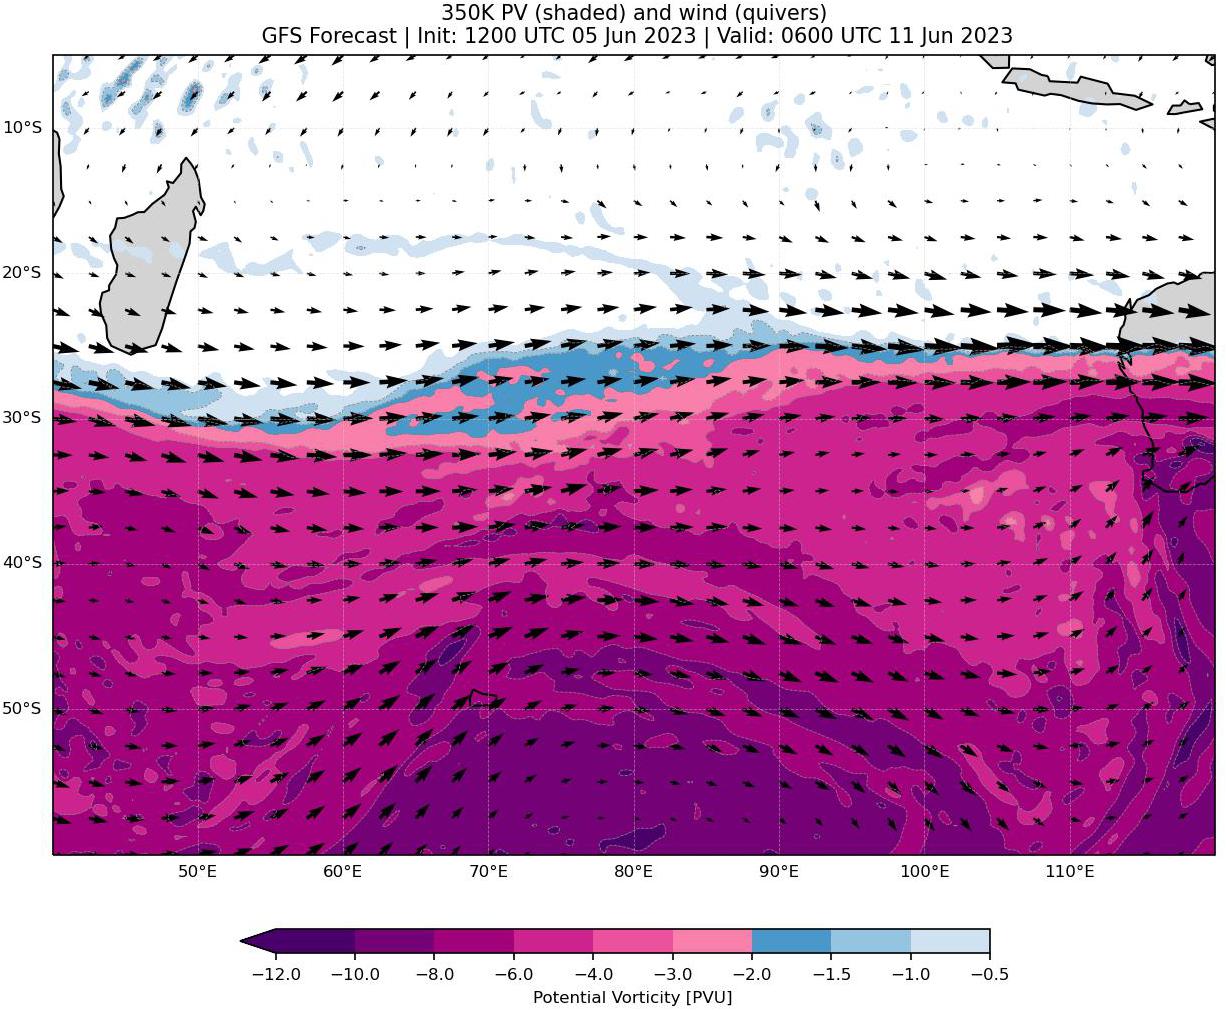 350K PV (shaded) and wind (quivers)
GFS Forecast | Init: 1200 UTC 05 Jun 2023 | Valid: 0600 UTC 11 Jun 2023
10°S
20°S
30°S
40°S
50°S
50°E 60°E 70°E 80°E 90°E 100°E 110°E
−12.0 −10.0 −8.0 −6.0 −4.0 −3.0 −2.0 −1.5 −1.0 −0.5
Potential Vorticity [PVU]